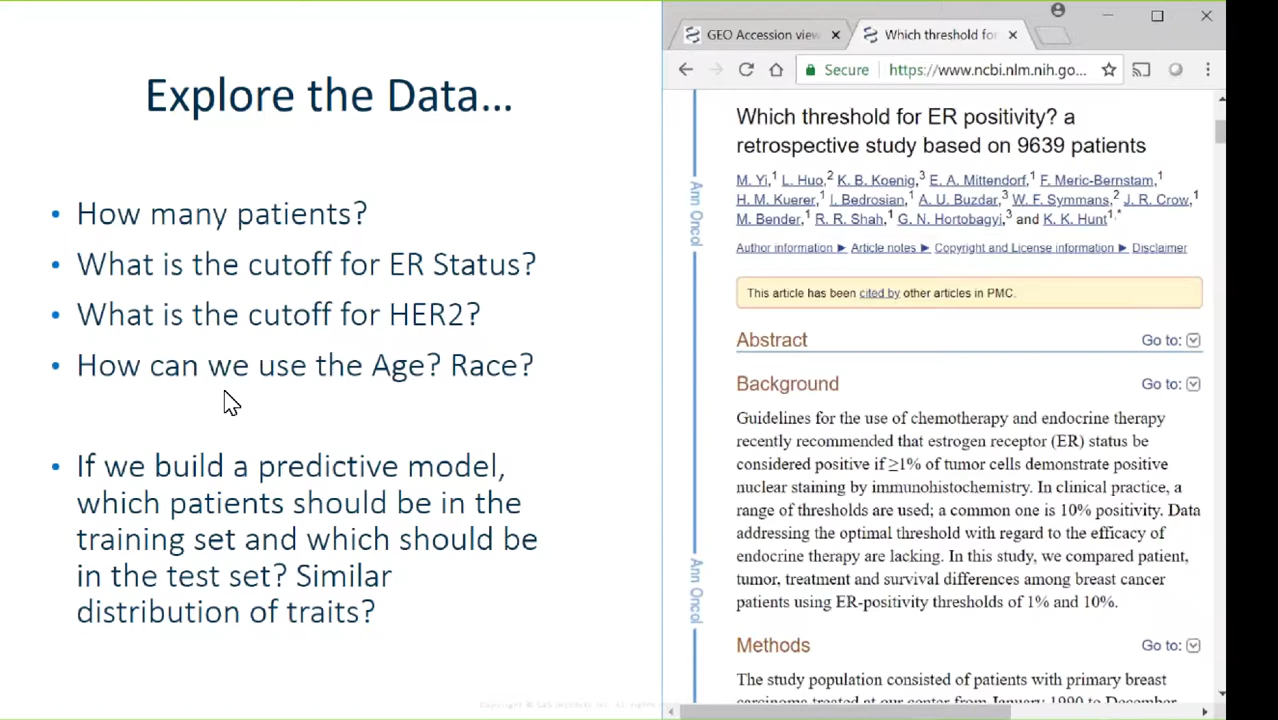 Explore the Data...
• How many patients?
• What is the cutoff for ER Status?
• What is the cutoff for HER2?
• How can we use the Age? Race?
• If we build a predictive model,
which patients should be in the
training set and which should be
in the test set? Similar
distribution of traits?
GEO Accession view
Which threshold for
Secure https://www.ncbi.nlm.nih.go...
Ann Oncol
Ann Oncol
Which threshold for ER positivity? a
retrospective study based on 9639 patients
M. Yi,1 L. Huo,2 K. B. Koenig,3 E. A. Mittendorf,1 F. Meric-Bernstam,1
H. M. Kuerer,1 I. Bedrosian,1 A. U. Buzdar,3 W. F. Symmans,2 J. R. Crow,1
M. Bender,1 R. R. Shah,1 G. N. Hortobagyi,3 and K. K. Hunt1,*
Author information ► Article notes ► Copyright and License information ► Disclaimer
This article has been cited by other articles in PMC.
Abstract Go to:
Background Go to:
Guidelines for the use of chemotherapy and endocrine therapy
recently recommended that estrogen receptor (ER) status be
considered positive if ≥1% of tumor cells demonstrate positive
nuclear staining by immunohistochemistry. In clinical practice, a
range of thresholds are used; a common one is 10% positivity. Data
addressing the optimal threshold with regard to the efficacy of
endocrine therapy are lacking. In this study, we compared patient,
tumor, treatment and survival differences among breast cancer
patients using ER-positivity thresholds of 1% and 10%.
Methods Go to:
The study population consisted of patients with primary breast
carcinoma treated at our center from January 1990 to December